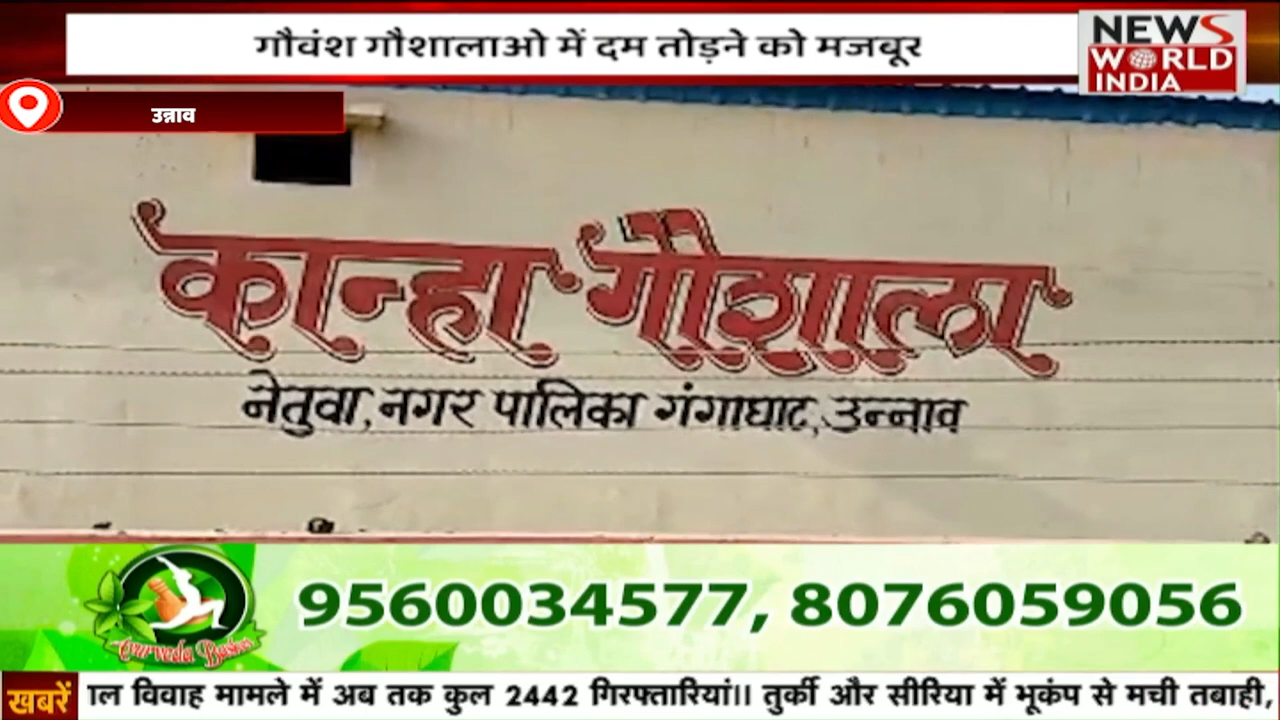 गौवंश गौशालाओ में दम तोड़ने को मजबूर
NEWS
WORLD
INDIA
उन्नाव
कान्हा गौशाला
नेतुवा, नगर पालिका गंगाघाट, उन्नाव
9560034577, 8076059056
Ayurveda
खबरें
ाल विवाह मामले में अब तक कुल 2442 गिरफ्तारियां।। तुर्की और सीरिया में भूकंप से मची तबाही,